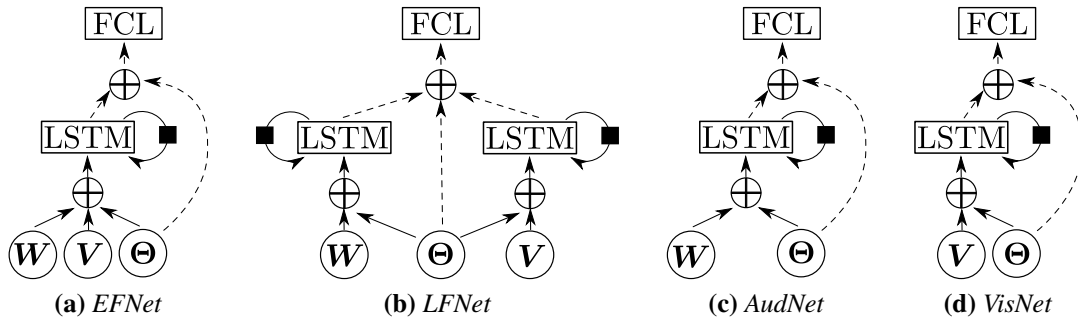 FCL FCL FCL FCL
LSTM LSTM LSTM LSTM LSTM
W V Θ W Θ V W Θ V Θ
(a) EFNet (b) LFNet (c) AudNet (d) VisNet